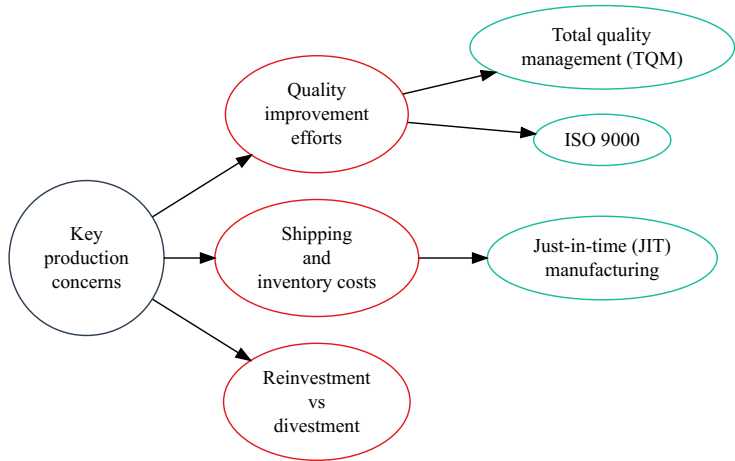 Key
production
concerns
Quality
improvement
efforts
Total quality
management (TQM)
ISO 9000
Shipping
and
inventory costs
Just-in-time (JIT)
manufacturing
Reinvestment
vs
divestment